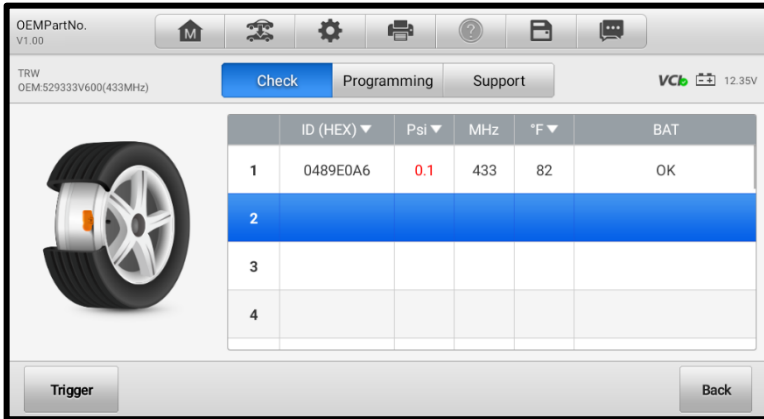 OEMPartNo.
V1.00
M
TRW
OEM:529333V600(433MHz)
Check Programming Support
VCI 12.35V
ID (HEX) ▼ Psi ▼ MHz °F ▼ BAT
1 0489E0A6 0.1 433 82 OK
2
3
4
Trigger Back